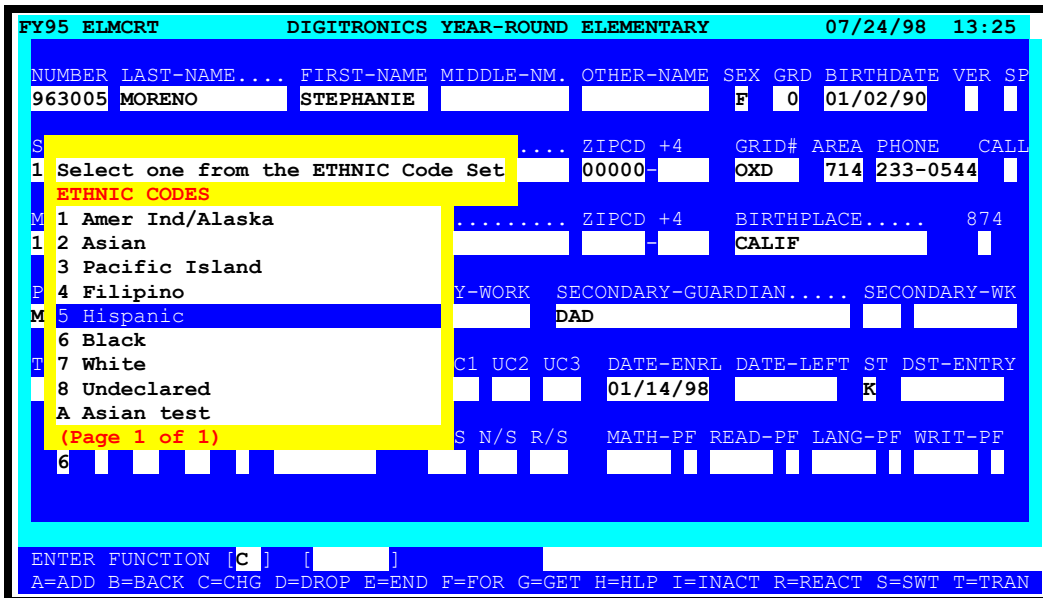 FY95 ELMCRT DIGITRONICS YEAR-ROUND ELEMENTARY 07/24/98 13:25
NUMBER LAST-NAME.... FIRST-NAME MIDDLE-NM. OTHER-NAME SEX GRD BIRTHDATE VER SP
963005 MORENO STEPHANIE F 0 01/02/90
S .... ZIPCD +4 GRID# AREA PHONE CALL
1 Select one from the ETHNIC Code Set 00000- OXD 714 233-0544
ETHNIC CODES
M 1 Amer Ind/Alaska ......... ZIPCD +4 BIRTHPLACE..... 874
1 2 Asian - CALIF
3 Pacific Island
P 4 Filipino Y-WORK SECONDARY-GUARDIAN..... SECONDARY-WK
M 5 Hispanic DAD
6 Black
T 7 White C1 UC2 UC3 DATE-ENRL DATE-LEFT ST DST-ENTRY
8 Undeclared 01/14/98 K
A Asian test
(Page 1 of 1) S N/S R/S MATH-PF READ-PF LANG-PF WRIT-PF
6
ENTER FUNCTION [C ] [ ]
A=ADD B=BACK C=CHG D=DROP E=END F=FOR G=GET H=HLP I=INACT R=REACT S=SWT T=TRAN